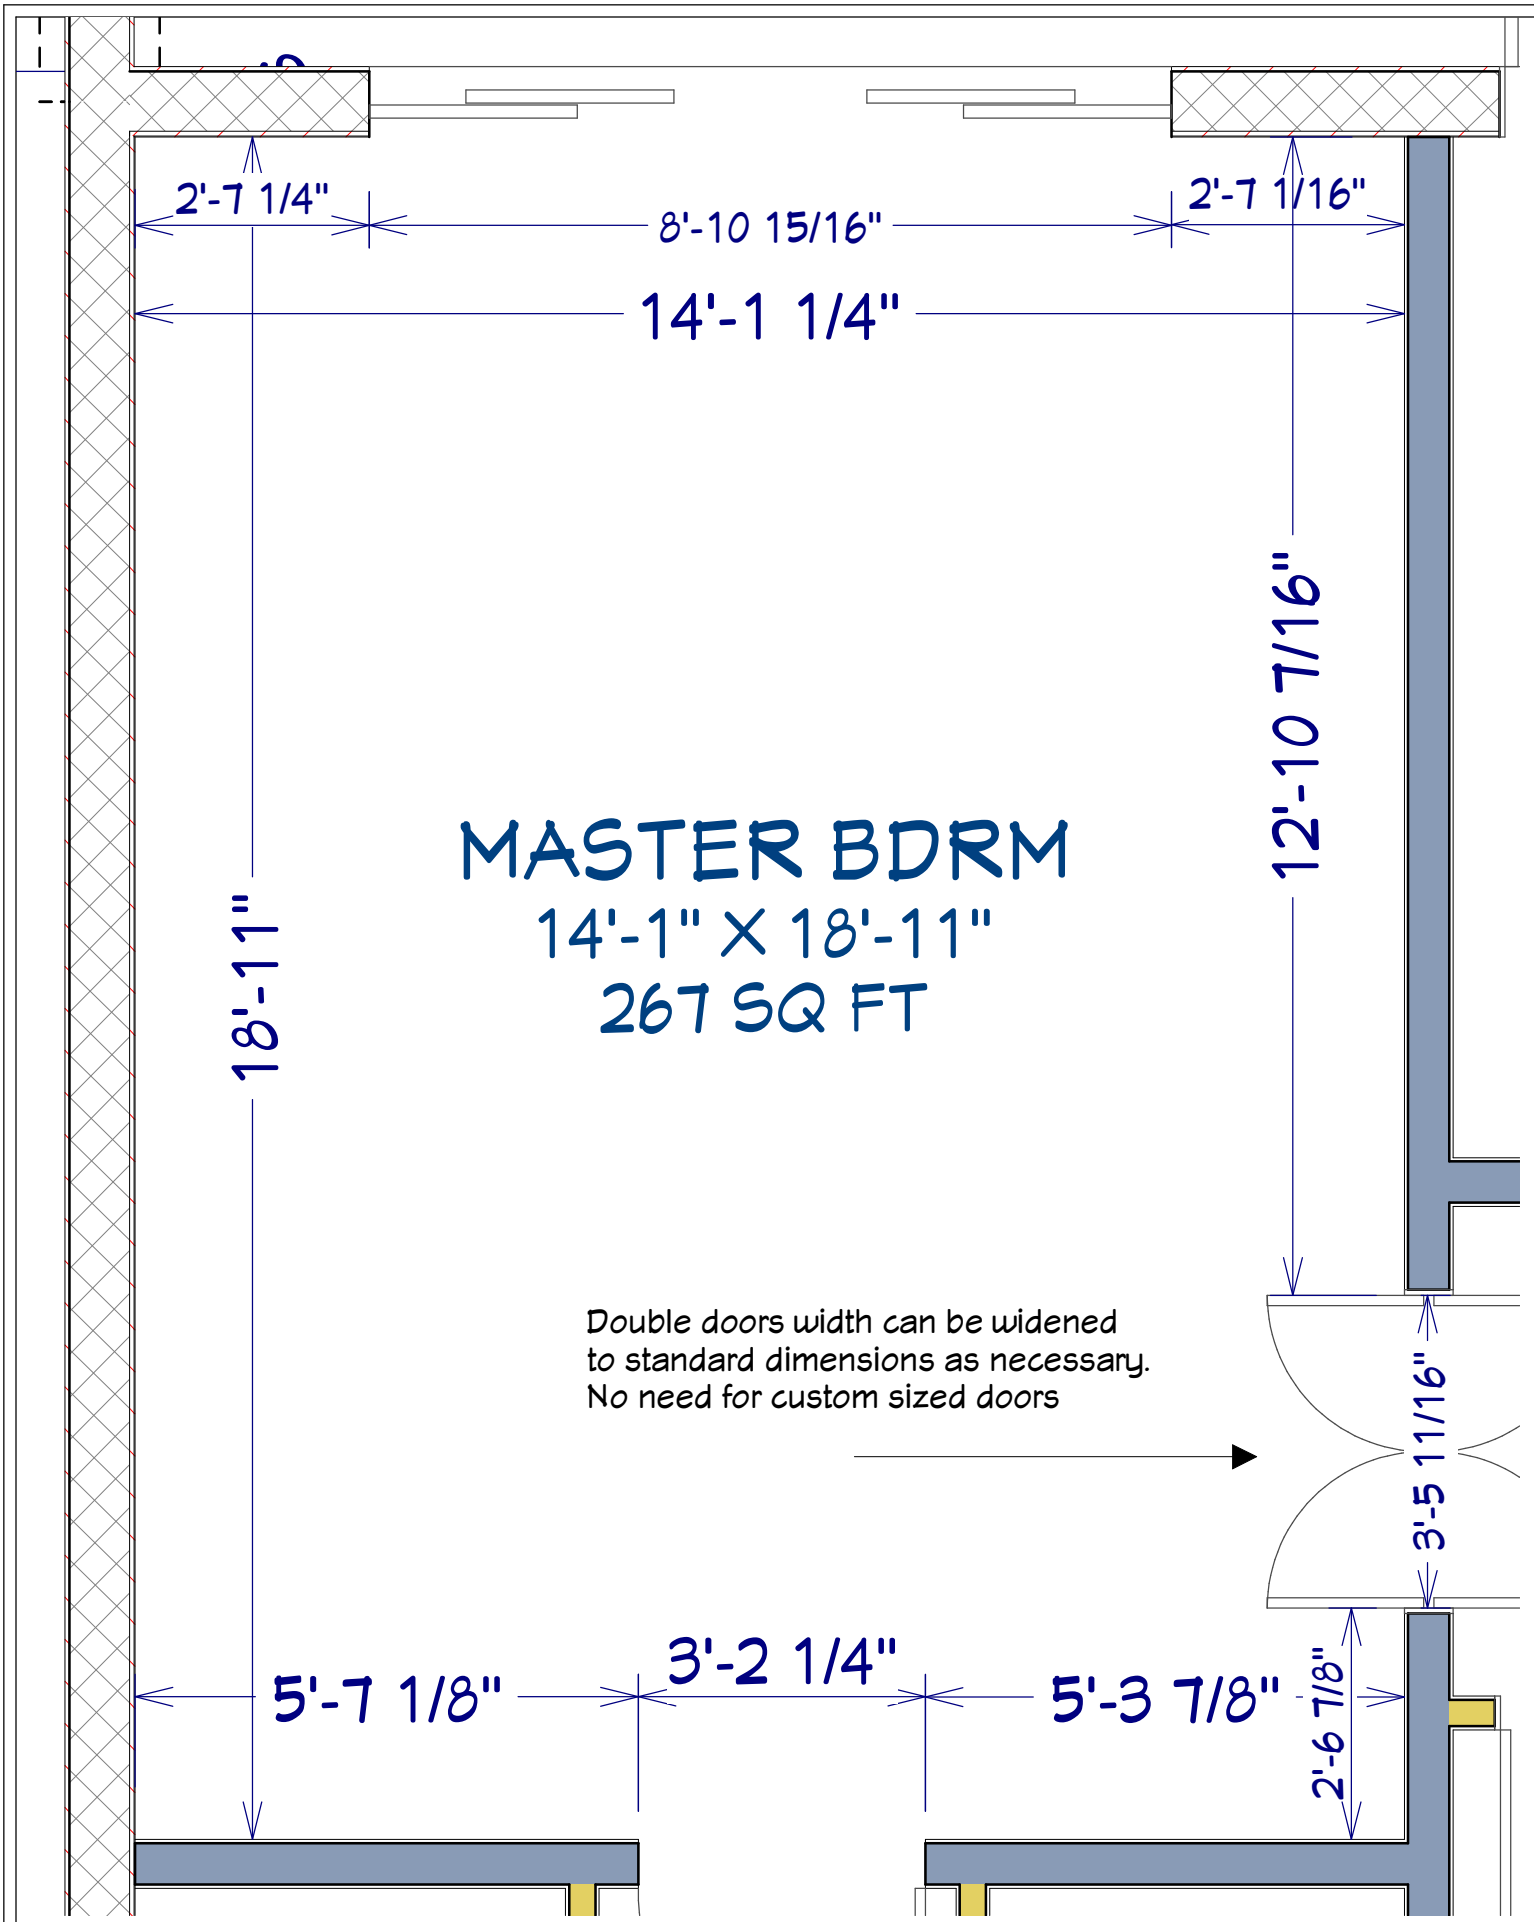 2'-7 1/4"
8'-10 15/16"
2'-7 1/16"
14'-1 1/4"
12'-10 7/16"
MASTER BDRM
14'-1" X 18'-11"
267 SQ FT
18'-11"
Double doors width can be widened
to standard dimensions as necessary.
No need for custom sized doors
3'-5 11/16"
5'-7 1/8"
3'-2 1/4"
5'-3 7/8"
2'-6 7/8"